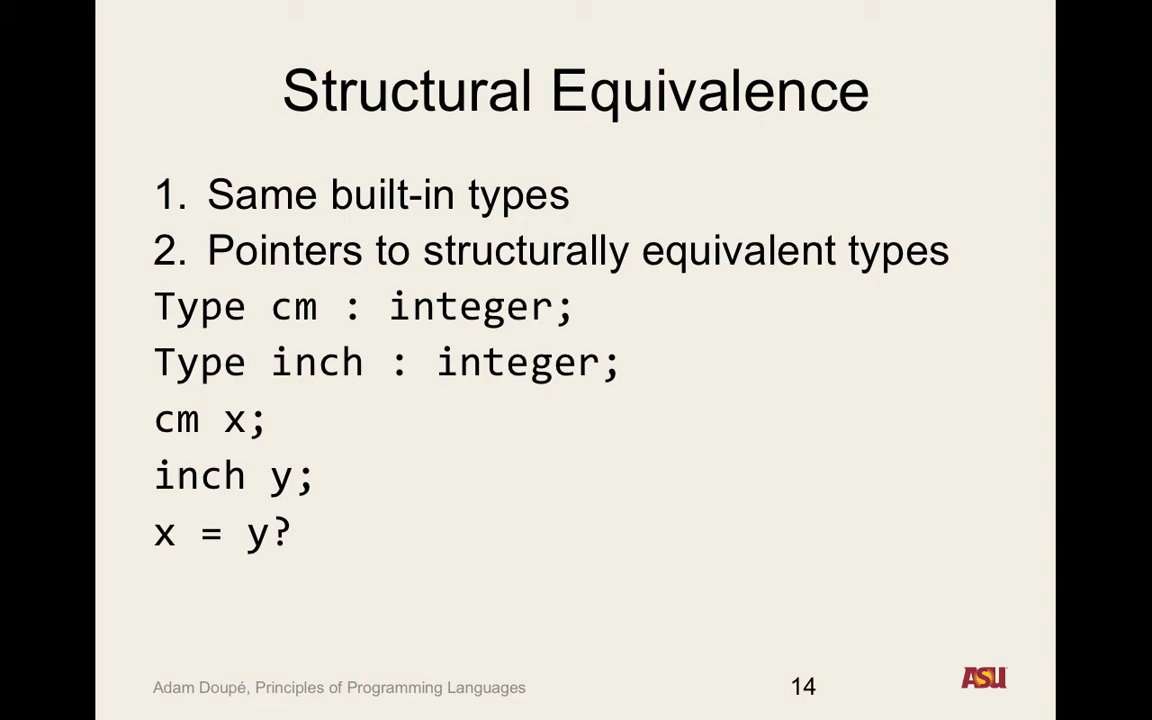 Structural Equivalence
1. Same built-in types
2. Pointers to structurally equivalent types
Type cm : integer;
Type inch : integer;
cm x;
inch y;
x = y?
Adam Doupé, Principles of Programming Languages
14
ASU